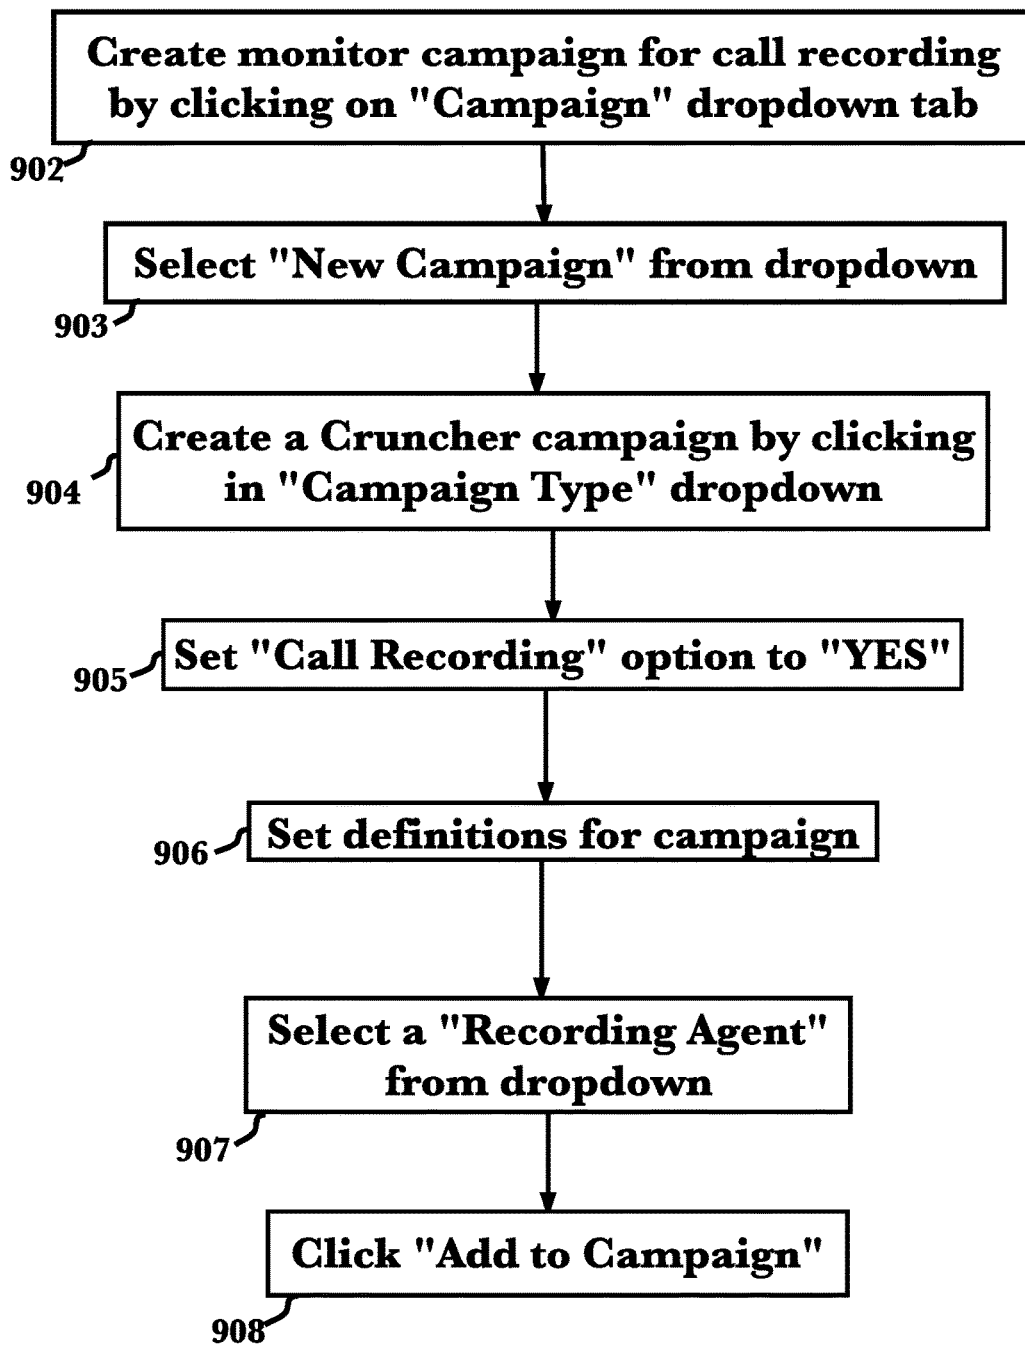 Create monitor campaign for call recording
by clicking on "Campaign" dropdown tab
902
Select "New Campaign" from dropdown
903
Create a Cruncher campaign by clicking
in "Campaign Type" dropdown
904
Set "Call Recording" option to "YES"
905
Set definitions for campaign
906
Select a "Recording Agent"
from dropdown
907
Click "Add to Campaign"
908